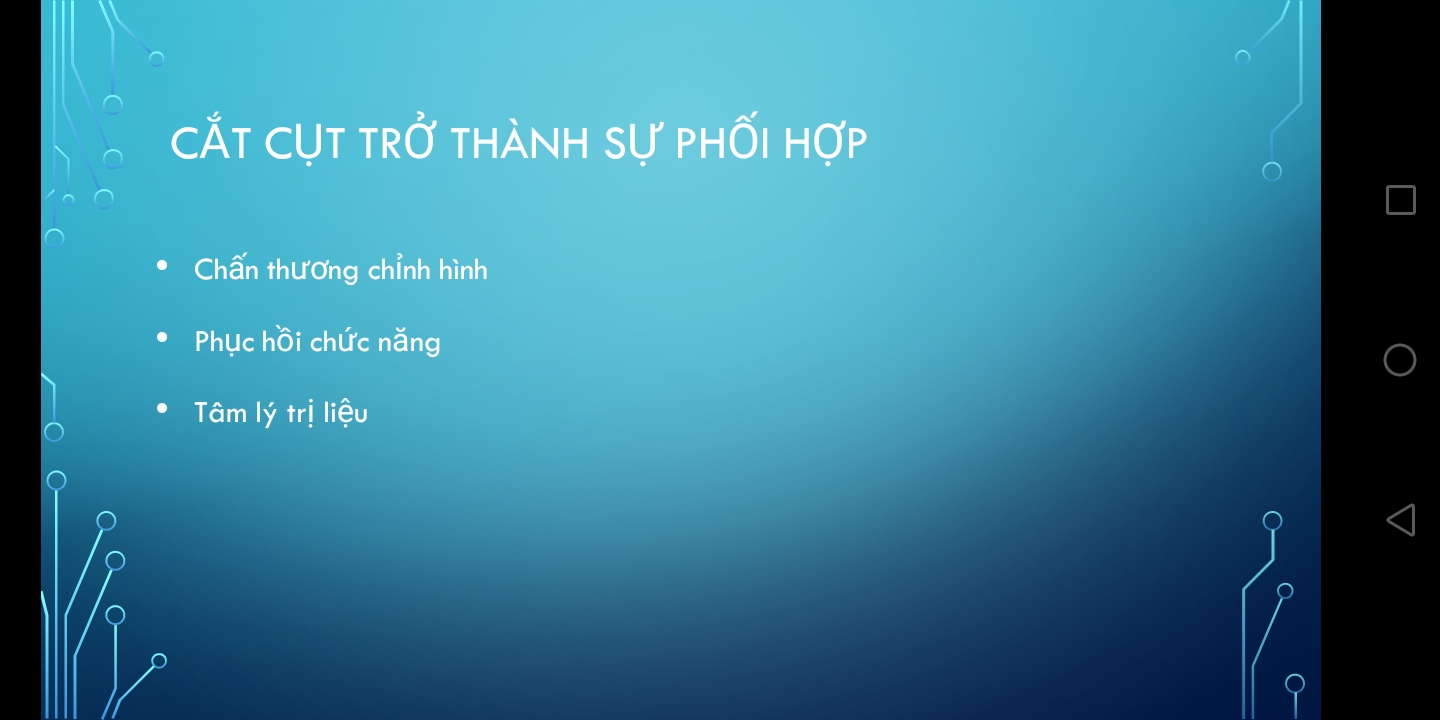 CẮT CỤT TRỞ THÀNH SỰ PHỐI HỢP
• Chấn thương chỉnh hình
• Phục hồi chức năng
• Tâm lý trị liệu